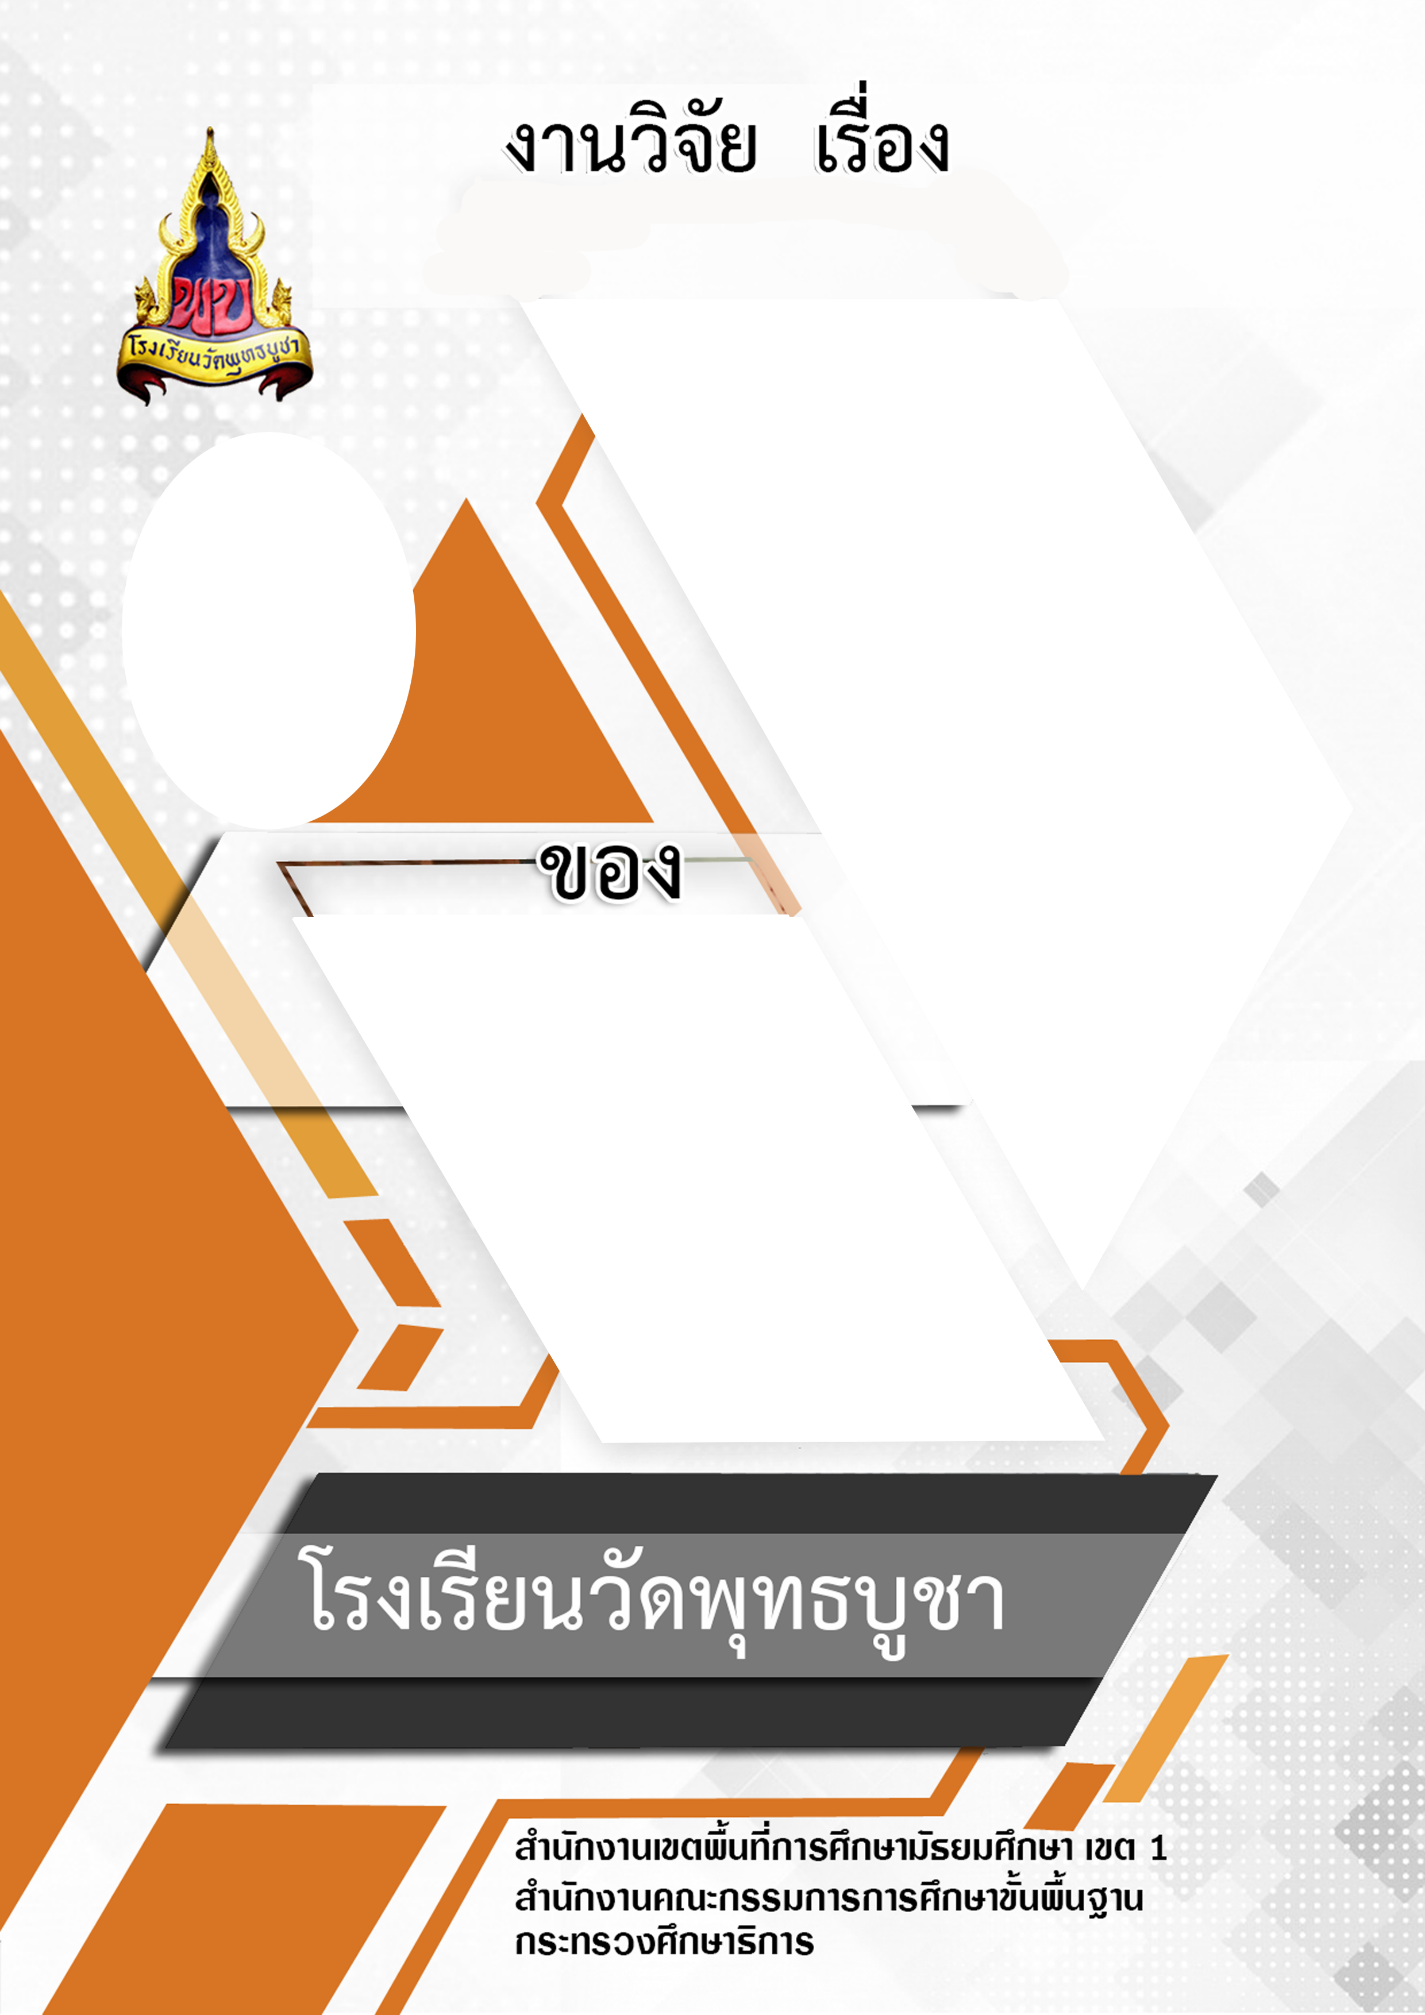 งานวิจัย เรื่อง
พบ
โรงเรียนวัดพุทธบูชา
ของ
โรงเรียนวัดพุทธบูชา
สำนักงานเขตพื้นที่การศึกษามัธยมศึกษา เขต 1
สำนักงานคณะกรรมการการศึกษาขั้นพื้นฐาน
กระทรวงศึกษาธิการ